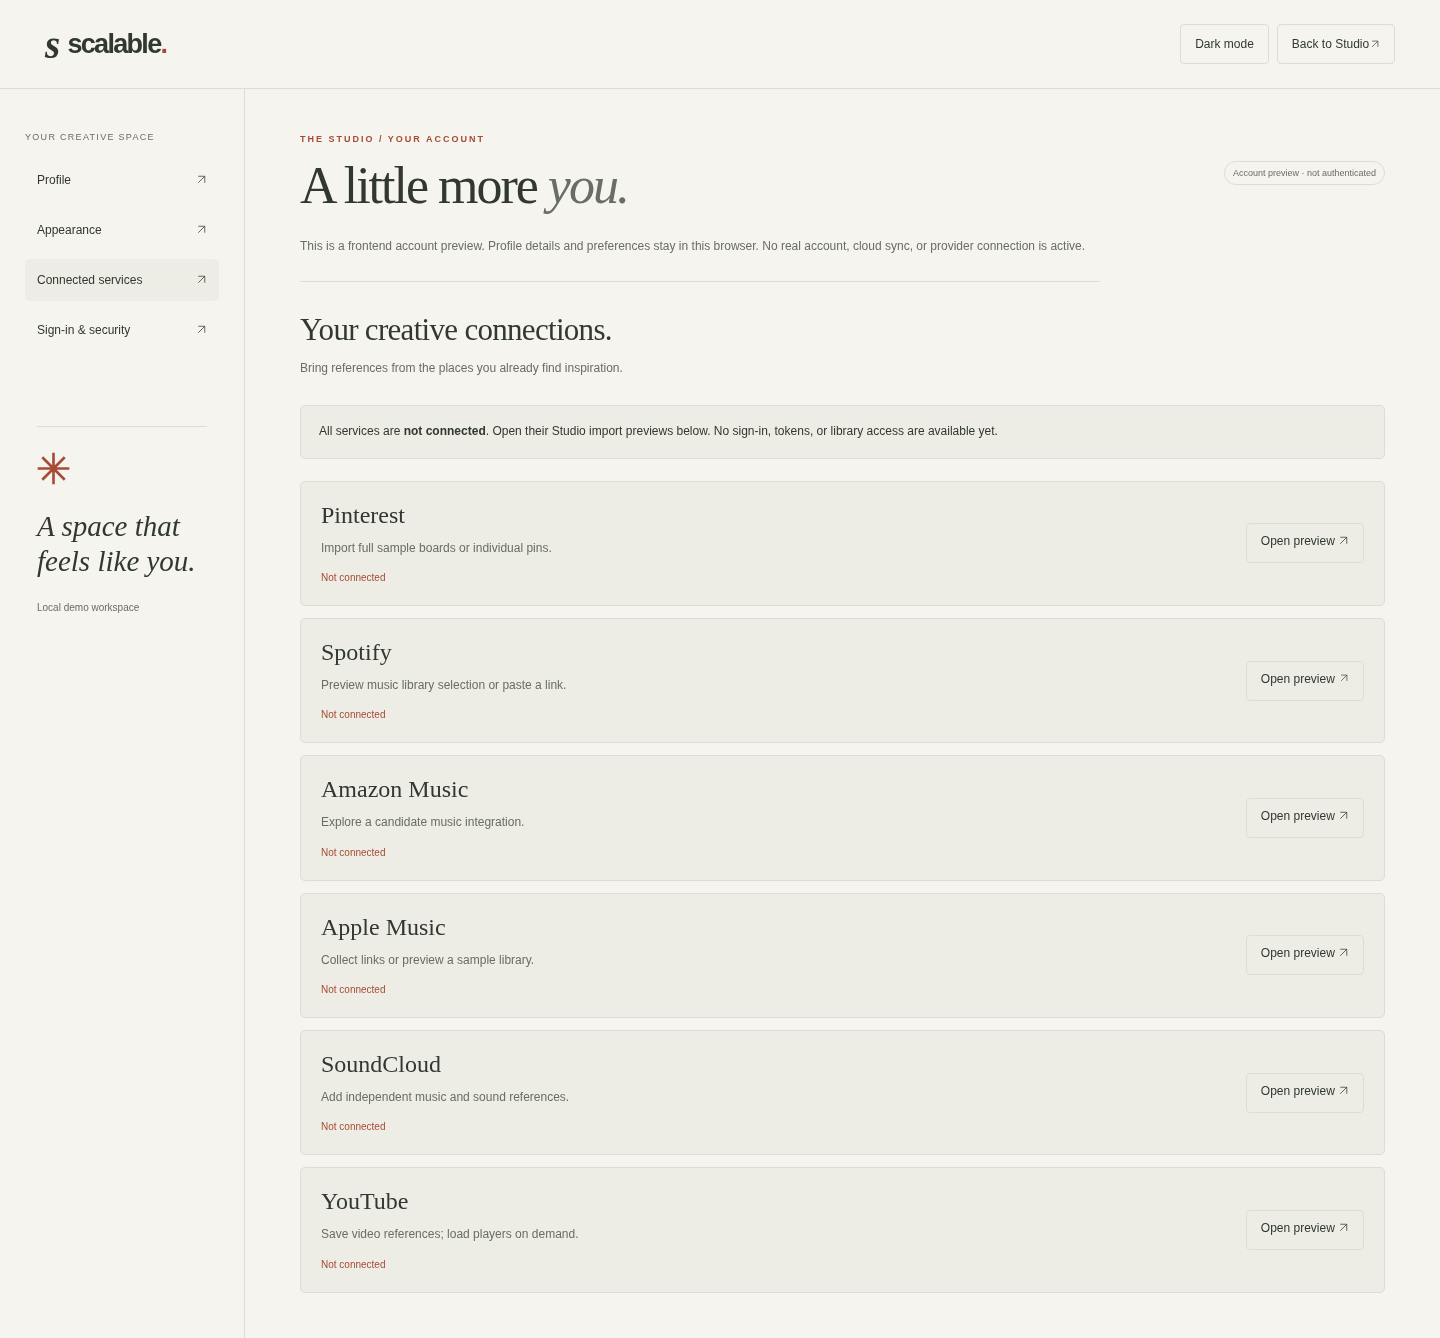 s scalable.
Dark mode
Back to Studio
YOUR CREATIVE SPACE
Profile
Appearance
Connected services
Sign-in & security
A space that
feels like you.
Local demo workspace
THE STUDIO / YOUR ACCOUNT
A little more you.
Account preview · not authenticated
This is a frontend account preview. Profile details and preferences stay in this browser. No real account, cloud sync, or provider connection is active.
Your creative connections.
Bring references from the places you already find inspiration.
All services are not connected. Open their Studio import previews below. No sign-in, tokens, or library access are available yet.
Pinterest
Import full sample boards or individual pins.
Not connected
Open preview
Spotify
Preview music library selection or paste a link.
Not connected
Open preview
Amazon Music
Explore a candidate music integration.
Not connected
Open preview
Apple Music
Collect links or preview a sample library.
Not connected
Open preview
SoundCloud
Add independent music and sound references.
Not connected
Open preview
YouTube
Save video references; load players on demand.
Not connected
Open preview